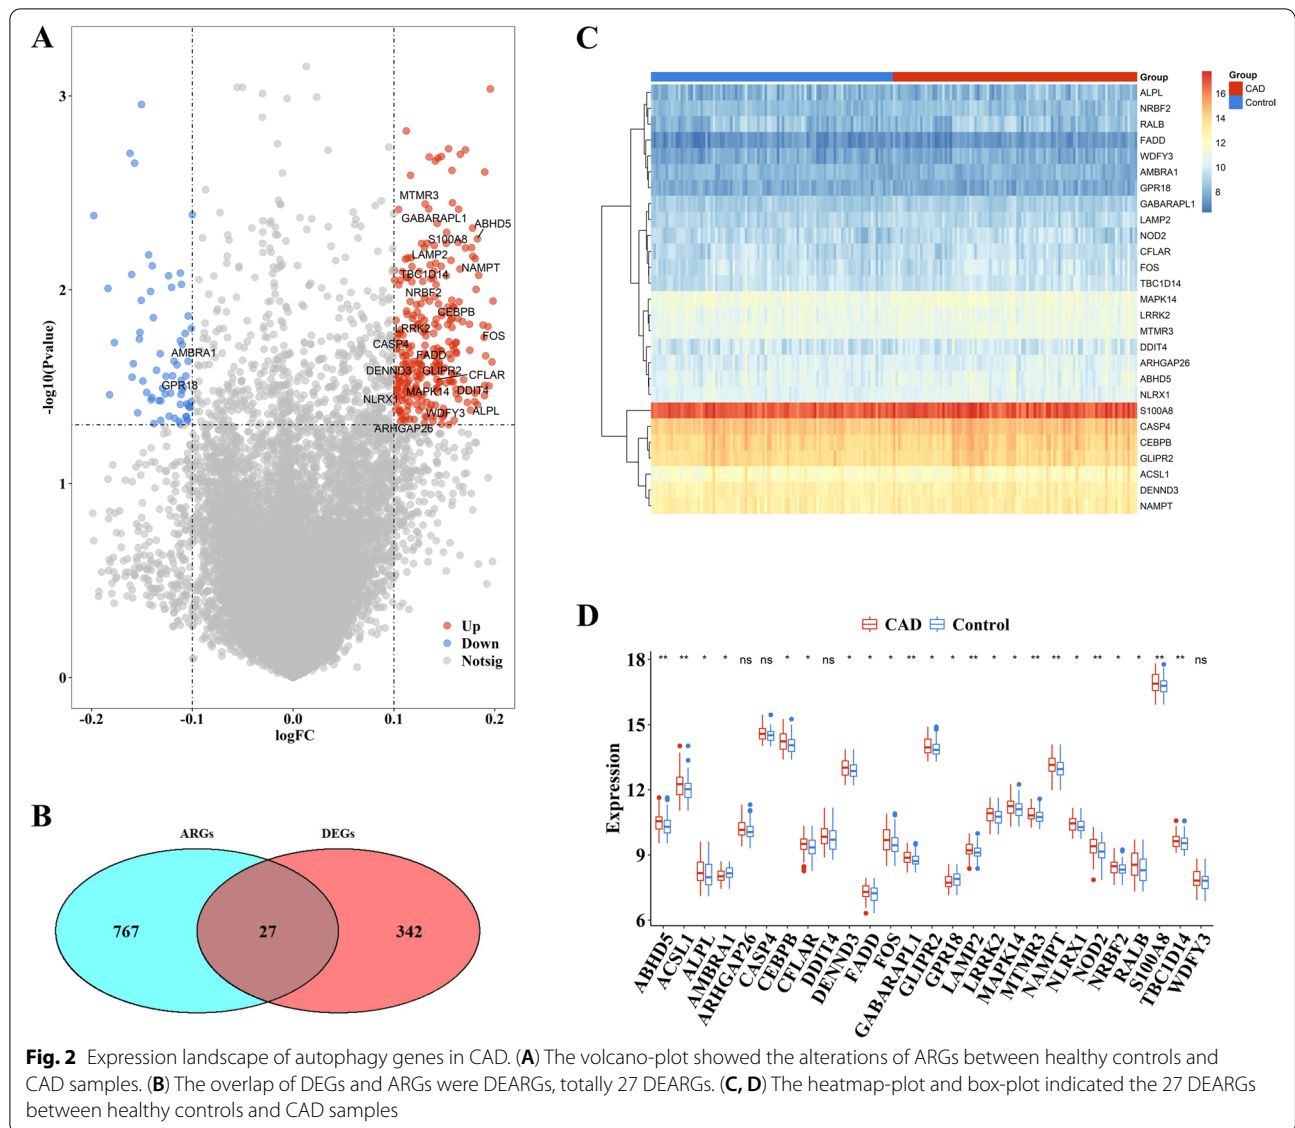 A
3
2
1
0
-log10(Pvalue)
-0.2
-0.1
0.0
0.1
0.2
logFC
MTMR3
GABARAPL1
ABHD5
S100A8
LAMP2
NAMPT
TBC1D14
NRBF2
CEBPB
LRRK2
FOS
CASP4
AMBRA1
FADD
DENND3
GLIPR2
CFLAR
GPR18
MAPK14
DDIT4
NLRX1
WDFY3
ALPL
ARHGAP26
Up
Down
Notsig
B
ARGs
DEGs
767
27
342
C
Group
ALPL
NRBF2
RALB
FADD
WDFY3
AMBRA1
GPR18
GABARAPL1
LAMP2
NOD2
CFLAR
FOS
TBC1D14
MAPK14
LRRK2
MTMR3
DDIT4
ARHGAP26
ABHD5
NLRX1
S100A8
CASP4
CEBPB
GLIPR2
ACSL1
DENND3
NAMPT
16
14
12
10
8
Group
CAD
Control
D
CAD
Control
** ** * * ns ns * * ns * * * ** * * ** * * ** ** * ** * * ** ** ns
18
15
12
9
6
Expression
ABHD5
ACSL1
ALPL
AMBRA1
ARHGAP26
CASP4
CEBPB
CFLAR
DDIT4
DENND3
FADD
FOS
GABARAPL1
GLIPR2
GPR18
LAMP2
LRRK2
MAPK14
MTMR3
NAMPT
NLRX1
NOD2
NRBF2
RALB
S100A8
TBC1D14
WDFY3
Fig. 2 Expression landscape of autophagy genes in CAD. (A) The volcano-plot showed the alterations of ARGs between healthy controls and
CAD samples. (B) The overlap of DEGs and ARGs were DEARGs, totally 27 DEARGs. (C, D) The heatmap-plot and box-plot indicated the 27 DEARGs
between healthy controls and CAD samples